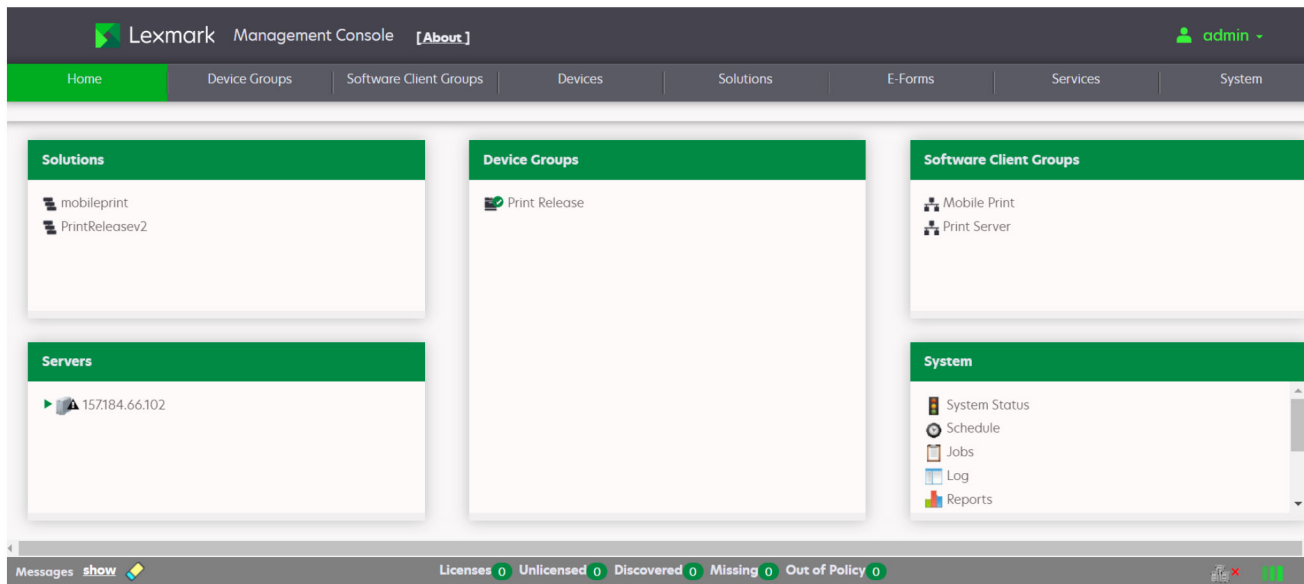 Lexmark Management Console [About ] admin
Home Device Groups Software Client Groups Devices Solutions E-Forms Services System
Solutions
mobileprint
PrintReleasev2
Device Groups
Print Release
Software Client Groups
Mobile Print
Print Server
Servers
157.184.66.102
System
System Status
Schedule
Jobs
Log
Reports
Messages show Licenses 0 Unlicensed 0 Discovered 0 Missing 0 Out of Policy 0